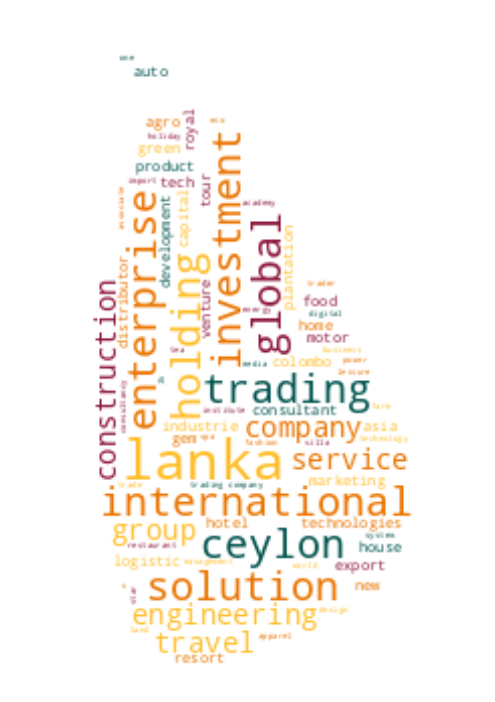 one
auto
agro
eco
holiday
royal
green
product
import
tech
associate
tour
academy
enterprise
development
capital
investment
global
plantation
distributor
holding
venture
energy
trader
food
digital
construction
home
motor
tea
business
media
colombo
power
leisure
consultancy
trading
institute
consultant
farm
industrie
company
asia
gem
spa
fashion
villa
technology
lanka
service
trade
trading company
marketing
international
group
hotel
technologies
system
restaurant
ceylon
house
logistic
management
world
export
solution
new
star
engineering
design
land
travel
apparel
resort